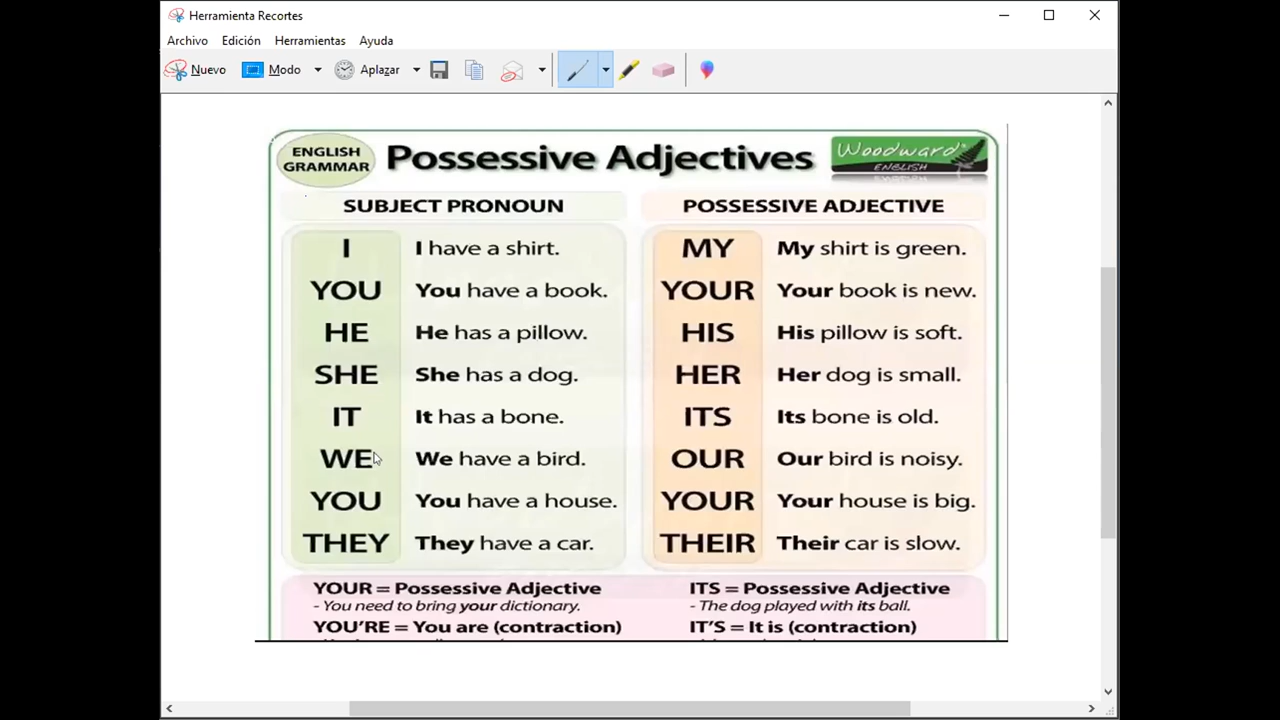 Herramienta Recortes
Archivo Edición Herramientas Ayuda
Nuevo Modo Aplazar
ENGLISH
GRAMMAR
Possessive Adjectives
Woodward
ENGLISH
SUBJECT PRONOUN POSSESSIVE ADJECTIVE
I I have a shirt. MY My shirt is green.
YOU You have a book. YOUR Your book is new.
HE He has a pillow. HIS His pillow is soft.
SHE She has a dog. HER Her dog is small.
IT It has a bone. ITS Its bone is old.
WE We have a bird. OUR Our bird is noisy.
YOU You have a house. YOUR Your house is big.
THEY They have a car. THEIR Their car is slow.
YOUR = Possessive Adjective ITS = Possessive Adjective
- You need to bring your dictionary. - The dog played with its ball.
YOU'RE = You are (contraction) IT'S = It is (contraction)